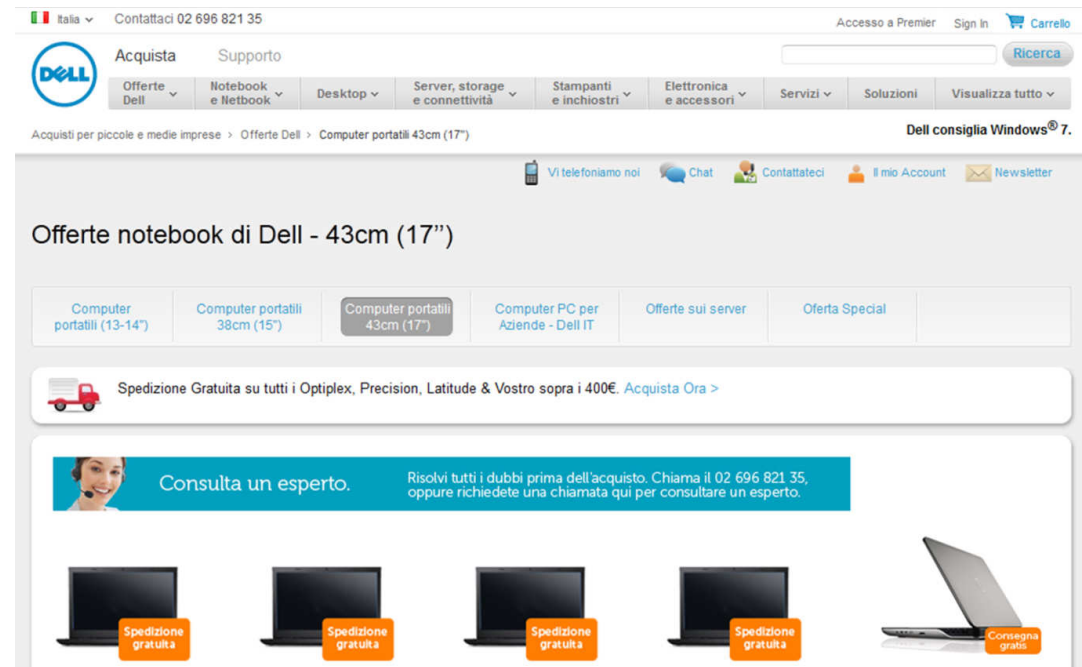 Italia
Contattaci 02 696 821 35
Accesso a Premier
Sign In
Carrello
DELL
Acquista
Supporto
Ricerca
Offerte
Dell
Notebook
e Netbook
Desktop
Server, storage
e connettività
Stampanti
e inchiostri
Elettronica
e accessori
Servizi
Soluzioni
Visualizza tutto
Acquisti per piccole e medie imprese > Offerte Dell > Computer portatili 43cm (17")
Dell consiglia Windows® 7.
Vi telefoniamo noi
Chat
Contattateci
Il mio Account
Newsletter
Offerte notebook di Dell - 43cm (17”)
Computer
portatili (13-14")
Computer portatili
38cm (15")
Computer portatili
43cm (17")
Computer PC per
Aziende - Dell IT
Offerte sui server
Oferta Special
Spedizione Gratuita su tutti i Optiplex, Precision, Latitude & Vostro sopra i 400€. Acquista Ora >
Consulta un esperto.
Risolvi tutti i dubbi prima dell'acquisto. Chiama il 02 696 821 35,
oppure richiedete una chiamata qui per consultare un esperto.
Spedizione
gratuita
Spedizione
gratuita
Spedizione
gratuita
Spedizione
gratuita
Consegna
gratis